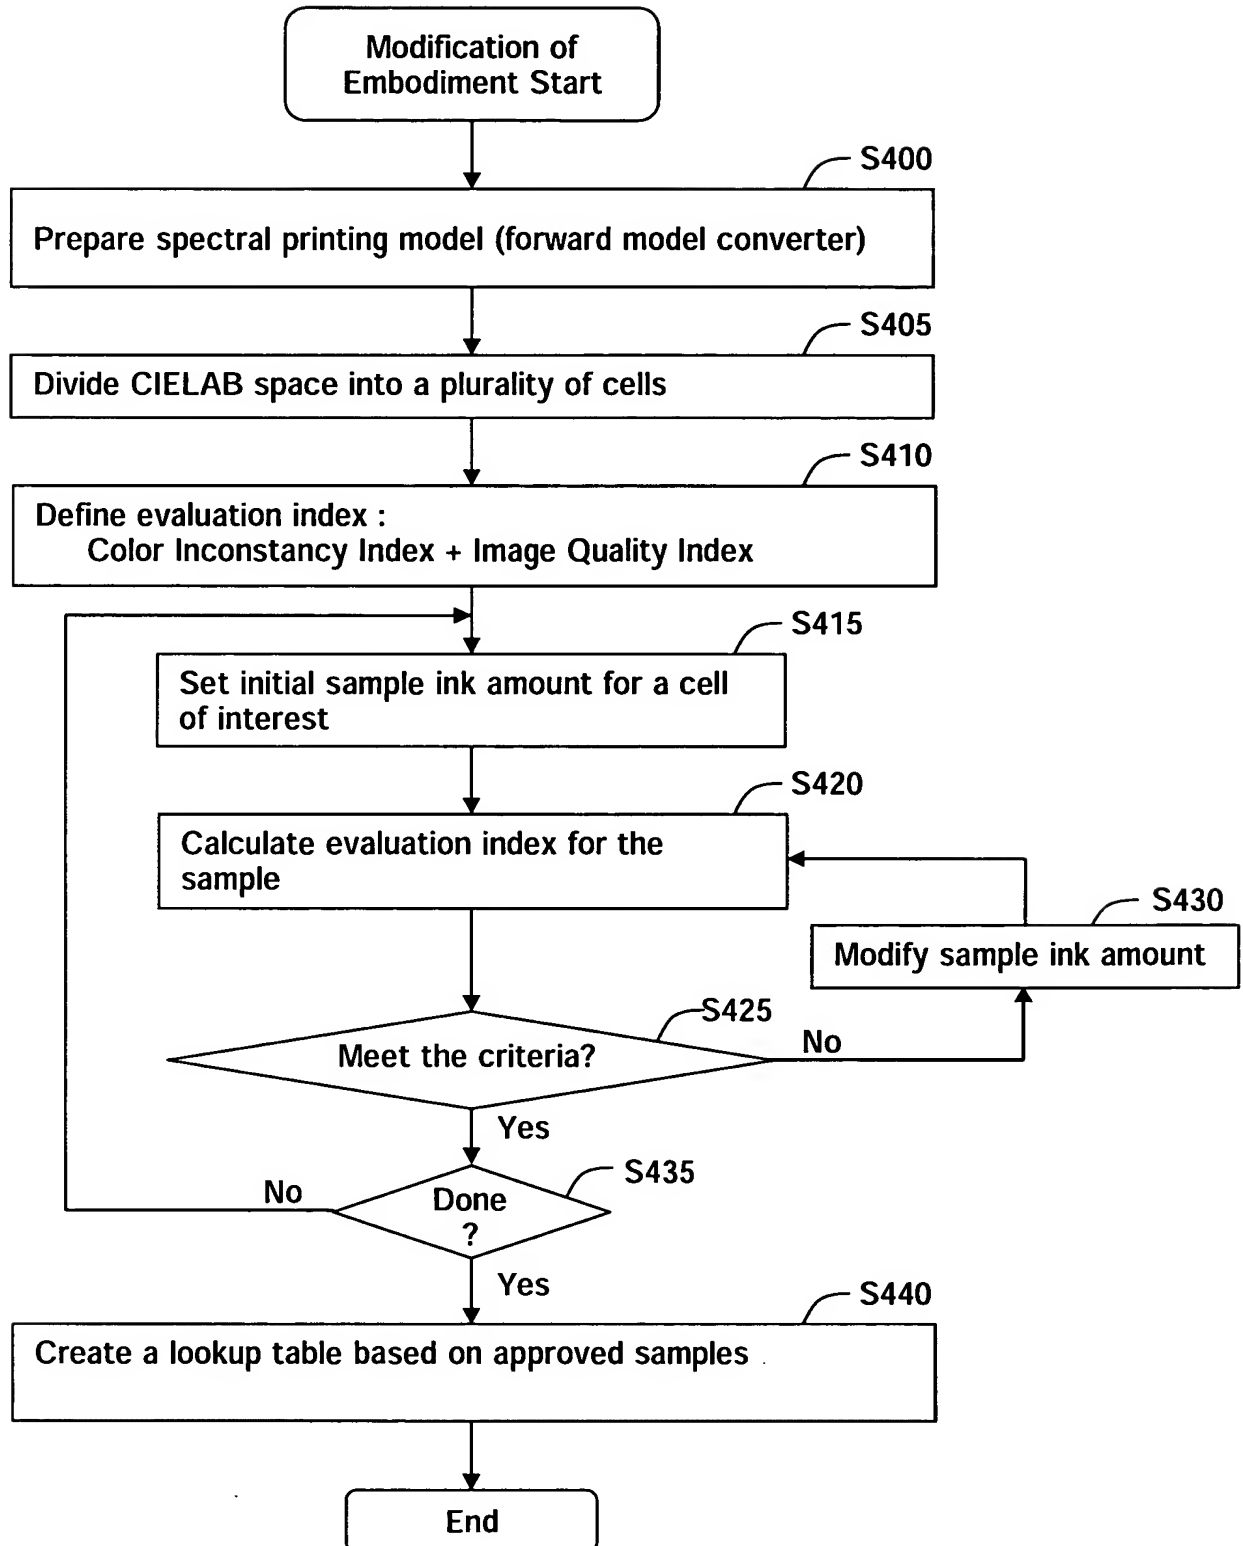 Modification of
Embodiment Start
S400
Prepare spectral printing model (forward model converter)
S405
Divide CIELAB space into a plurality of cells
S410
Define evaluation index :
Color Inconstancy Index + Image Quality Index
S415
Set initial sample ink amount for a cell
of interest
S420
Calculate evaluation index for the
sample
S430
Modify sample ink amount
S425
Meet the criteria?
No
Yes
S435
No
Done
?
Yes
S440
Create a lookup table based on approved samples
End